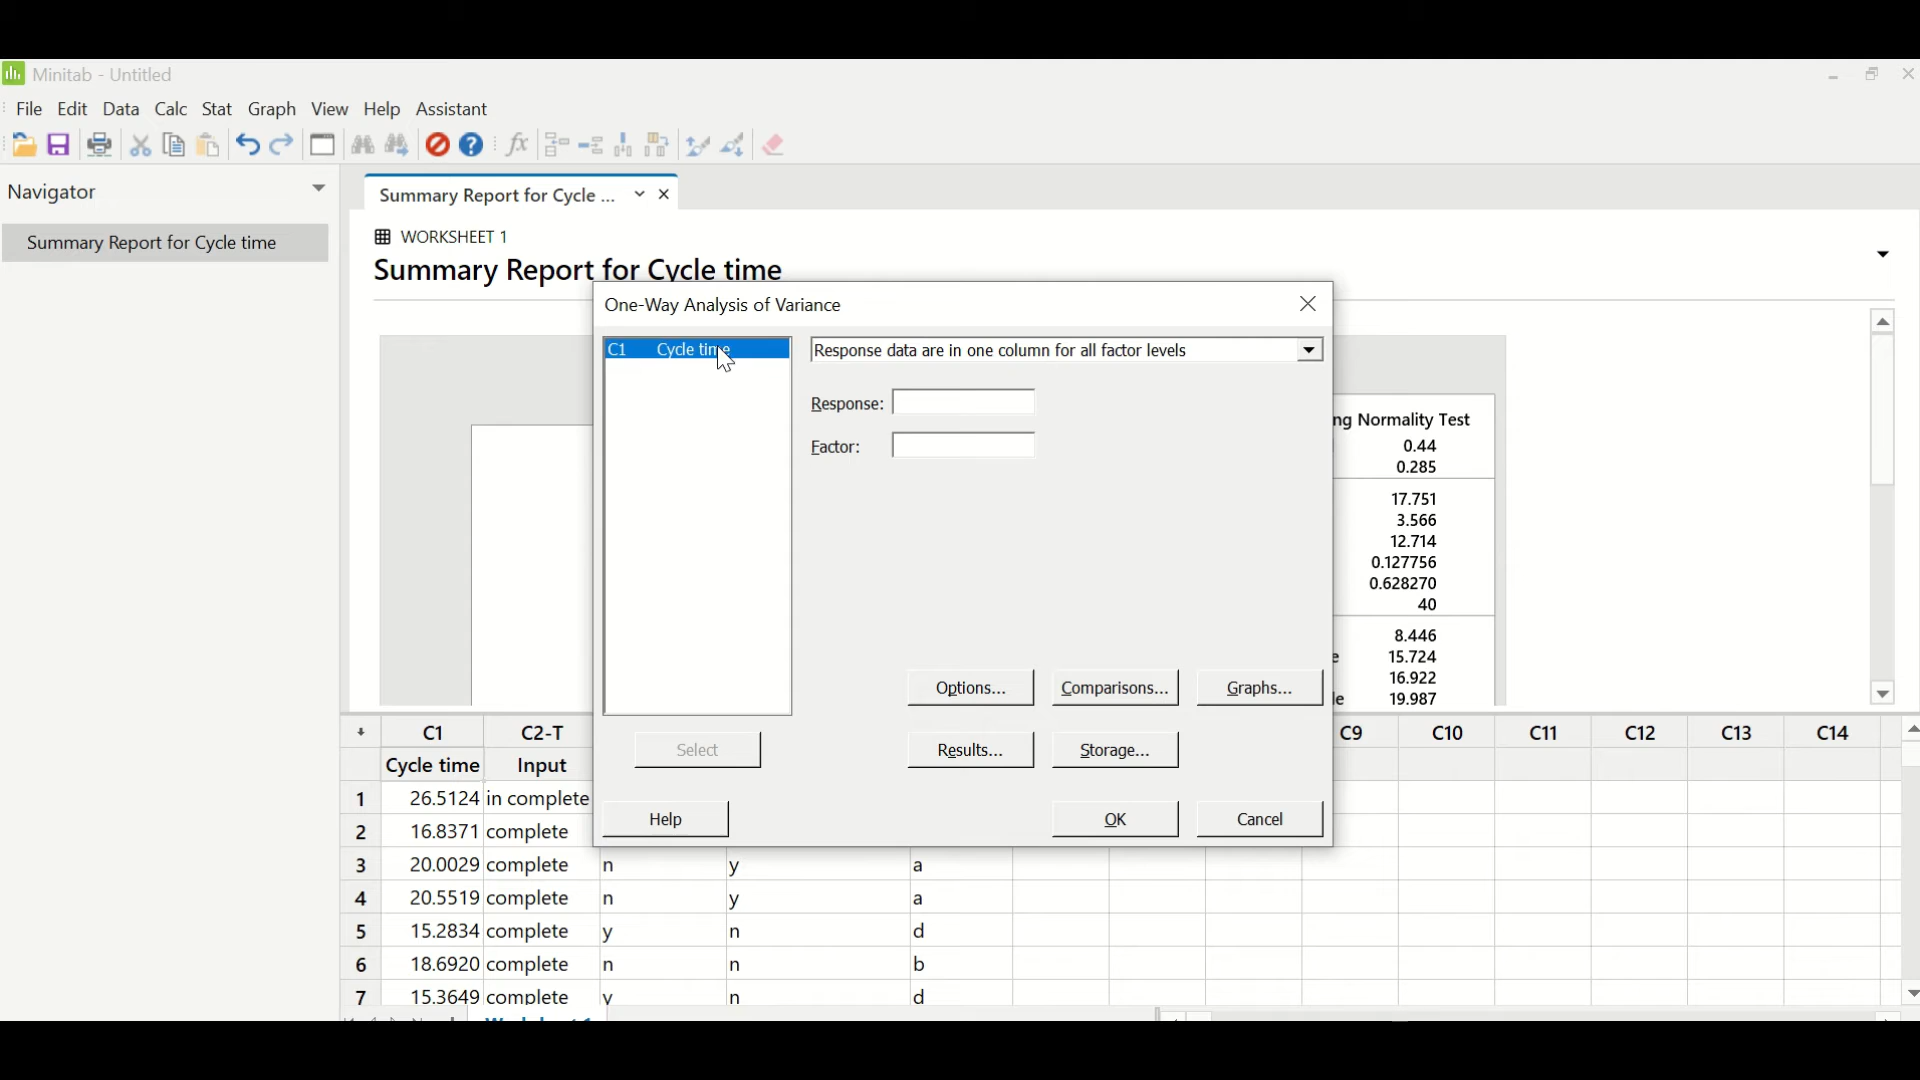 Minitab - Untitled
File Edit Data Calc Stat Graph View Help Assistant
Navigator
Summary Report for Cycle ...
Summary Report for Cycle time
WORKSHEET 1
Summary Report for Cycle time
One-Way Analysis of Variance
C1 Cycle time
Response data are in one column for all factor levels
Response:
Factor:
Options...
Comparisons...
Graphs...
Select
Results...
Storage...
Help
OK
Cancel
ng Normality Test
0.44
0.285
17.751
3.566
12.714
0.127756
0.628270
40
8.446
e 15.724
16.922
le 19.987
C1 C2-T C9 C10 C11 C12 C13 C14
Cycle time Input
1 26.5124 in complete
2 16.8371 complete
3 20.0029 complete n y a
4 20.5519 complete n y a
5 15.2834 complete y n d
6 18.6920 complete n n b
7 15.3649 complete y n d